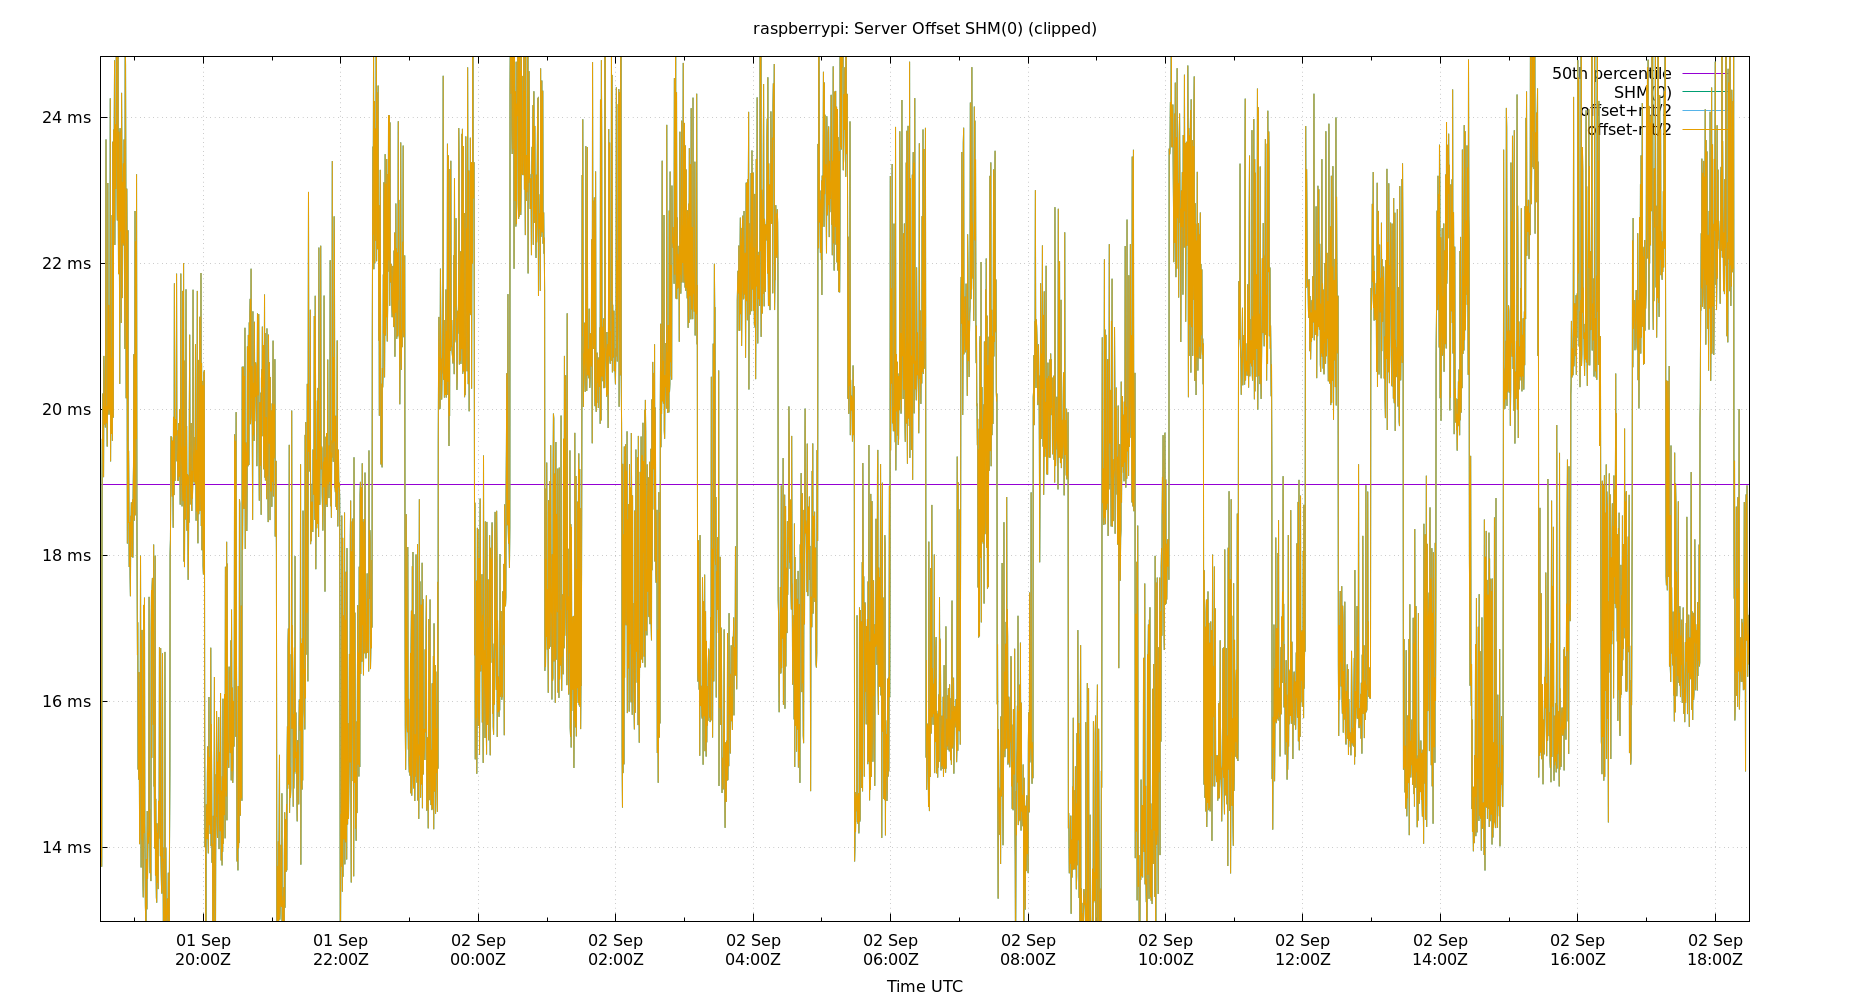 raspberrypi: Server Offset SHM(0) (clipped)
50th percentile
SHM(0)
offset+rtt/2
offset-rtt/2
24 ms
22 ms
20 ms
18 ms
16 ms
14 ms
01 Sep 01 Sep 02 Sep 02 Sep 02 Sep 02 Sep 02 Sep 02 Sep 02 Sep 02 Sep 02 Sep 02 Sep
20:00Z 22:00Z 00:00Z 02:00Z 04:00Z 06:00Z 08:00Z 10:00Z 12:00Z 14:00Z 16:00Z 18:00Z
Time UTC